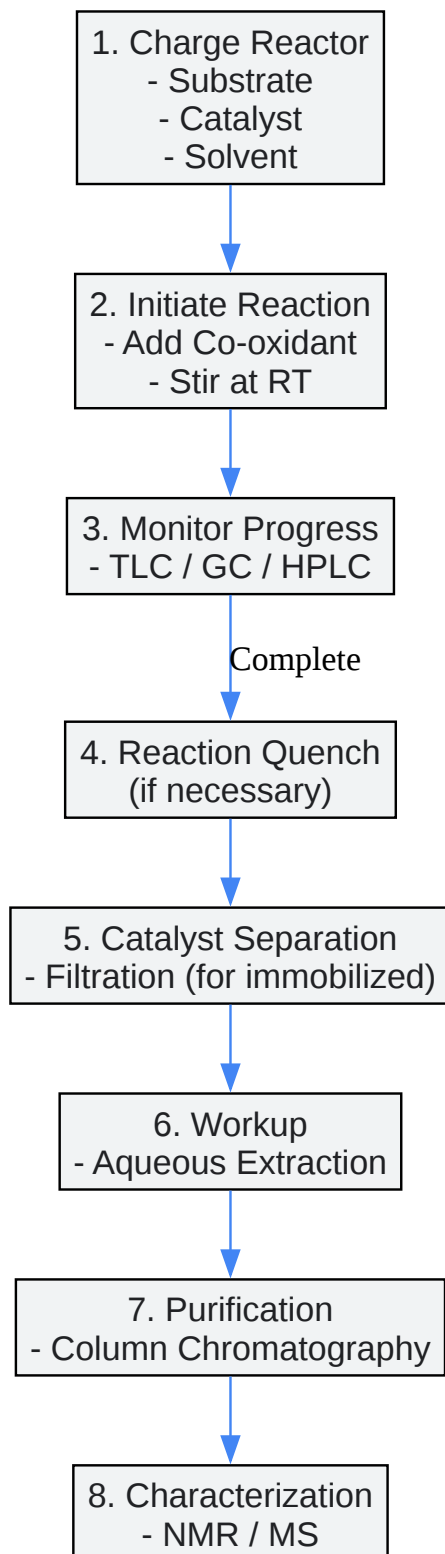 1. Charge Reactor
- Substrate
- Catalyst
- Solvent
2. Initiate Reaction
- Add Co-oxidant
- Stir at RT
3. Monitor Progress
- TLC / GC / HPLC
Complete
4. Reaction Quench
(if necessary)
5. Catalyst Separation
- Filtration (for immobilized)
6. Workup
- Aqueous Extraction
7. Purification
- Column Chromatography
8. Characterization
- NMR / MS